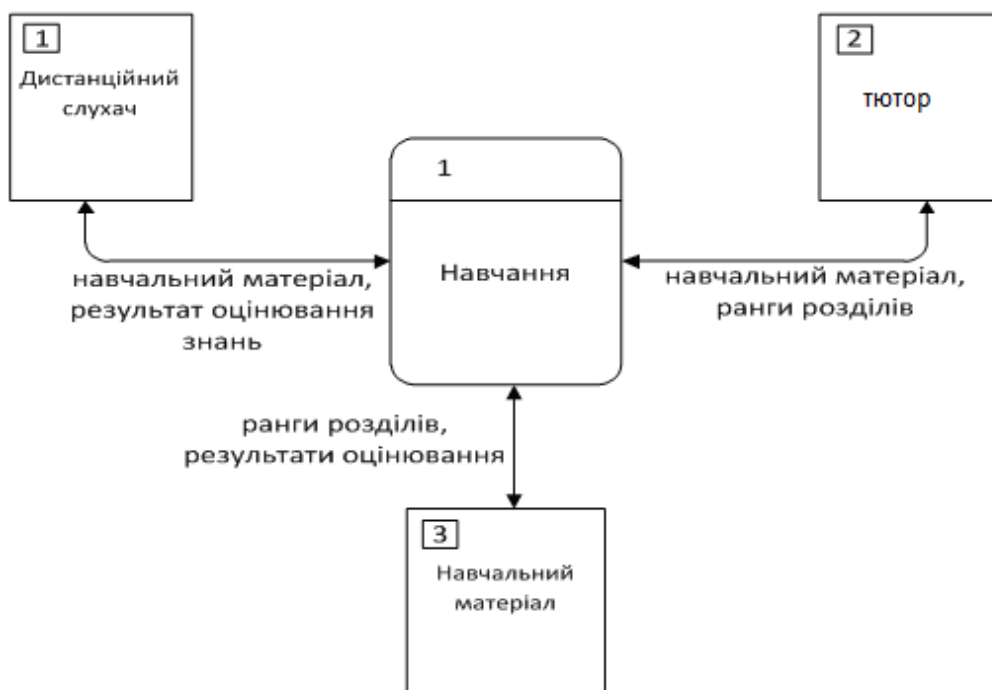 1
Дистанційний
слухач
2
тютор
1
Навчання
навчальний матеріал,
результат оцінювання
знань
навчальний матеріал,
ранги розділів
ранги розділів,
результати оцінювання
3
Навчальний
матеріал